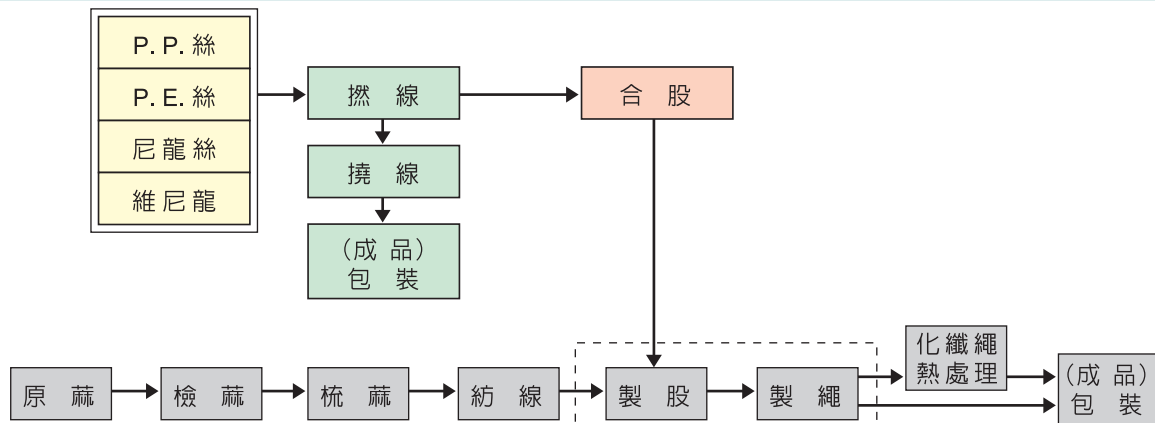 P.P.絲
P.E.絲
尼龍絲
維尼龍
撚線
合股
撓線
(成品)
包裝
原蔴
檢蔴
梳蔴
紡線
製股
製繩
化纖繩
熱處理
(成品)
包裝